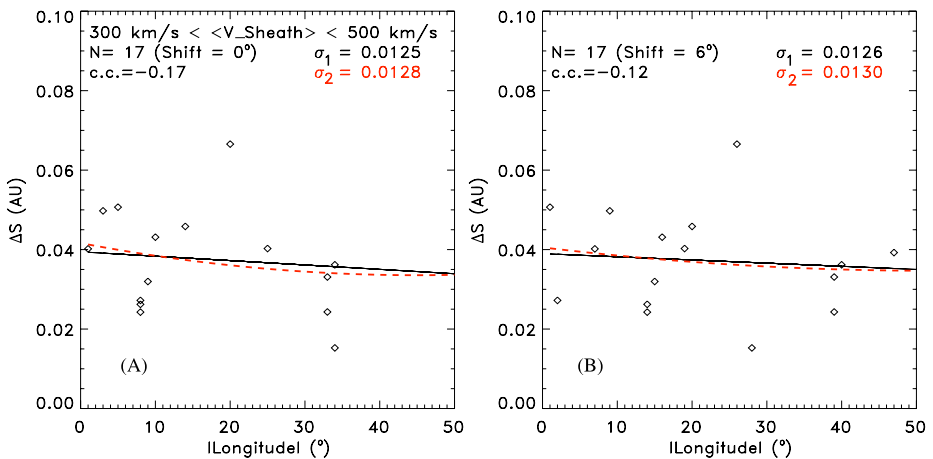 300 km/s < <V_Sheath> < 500 km/s
N= 17 (Shift = 0°) σ1 = 0.0125
c.c.=−0.17 σ2 = 0.0128
0.10
0.08
0.06
0.04
0.02
0.00
ΔS (AU)
(A)
0 10 20 30 40 50
|Longitude| (°)
N= 17 (Shift = 6°) σ1 = 0.0126
c.c.=−0.12 σ2 = 0.0130
0.10
0.08
0.06
0.04
0.02
0.00
ΔS (AU)
(B)
0 10 20 30 40 50
|Longitude| (°)